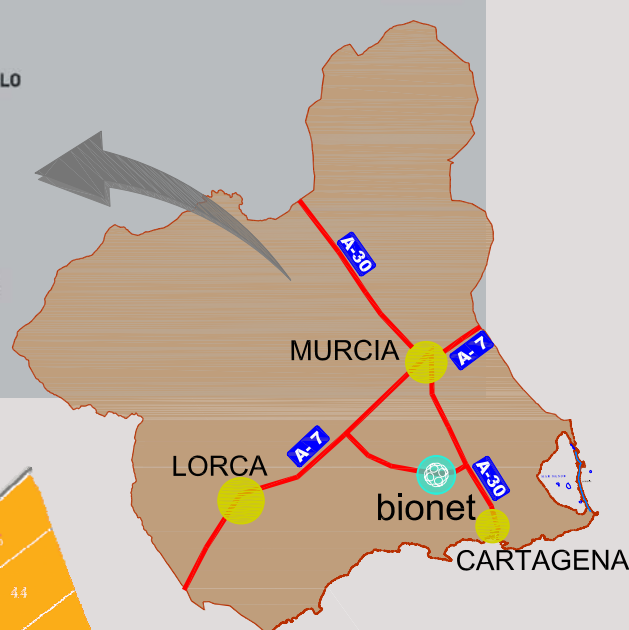 LO
A-30
MURCIA
A-7
A-7
LORCA
A-30
bionet
CARTAGENA
44